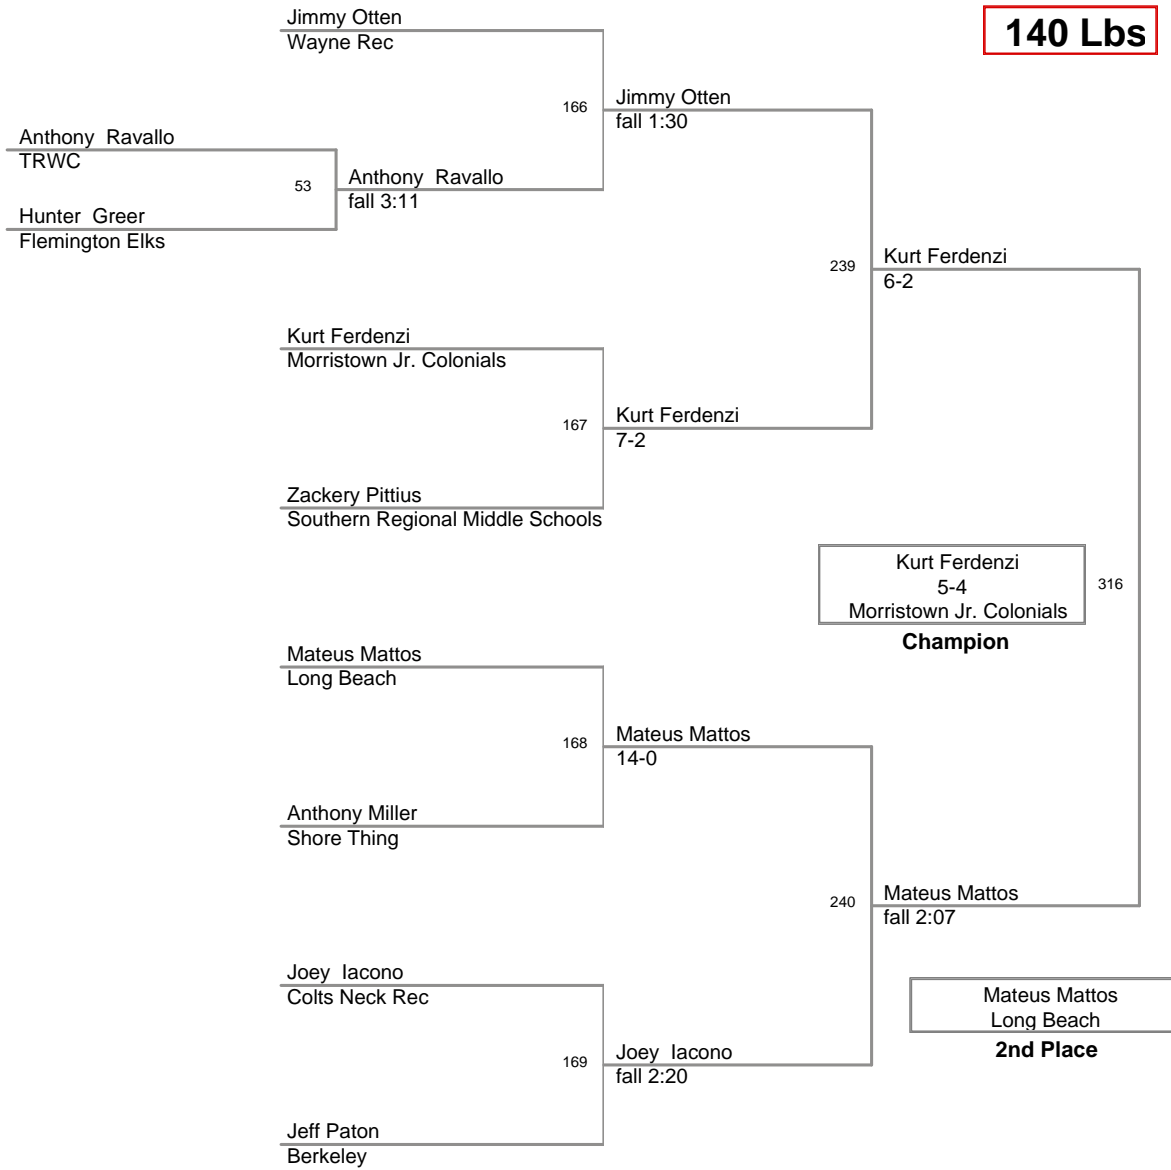 Jimmy Otten
Wayne Rec
140 Lbs
166
Jimmy Otten
fall 1:30
Anthony Ravallo
TRWC
53
Anthony Ravallo
fall 3:11
Hunter Greer
Flemington Elks
239
Kurt Ferdenzi
6-2
Kurt Ferdenzi
Morristown Jr. Colonials
167
Kurt Ferdenzi
7-2
Zackery Pittius
Southern Regional Middle Schools
Kurt Ferdenzi
5-4
Morristown Jr. Colonials
316
Champion
Mateus Mattos
Long Beach
168
Mateus Mattos
14-0
Anthony Miller
Shore Thing
240
Mateus Mattos
fall 2:07
Joey Iacono
Colts Neck Rec
Mateus Mattos
Long Beach
2nd Place
169
Joey Iacono
fall 2:20
Jeff Paton
Berkeley